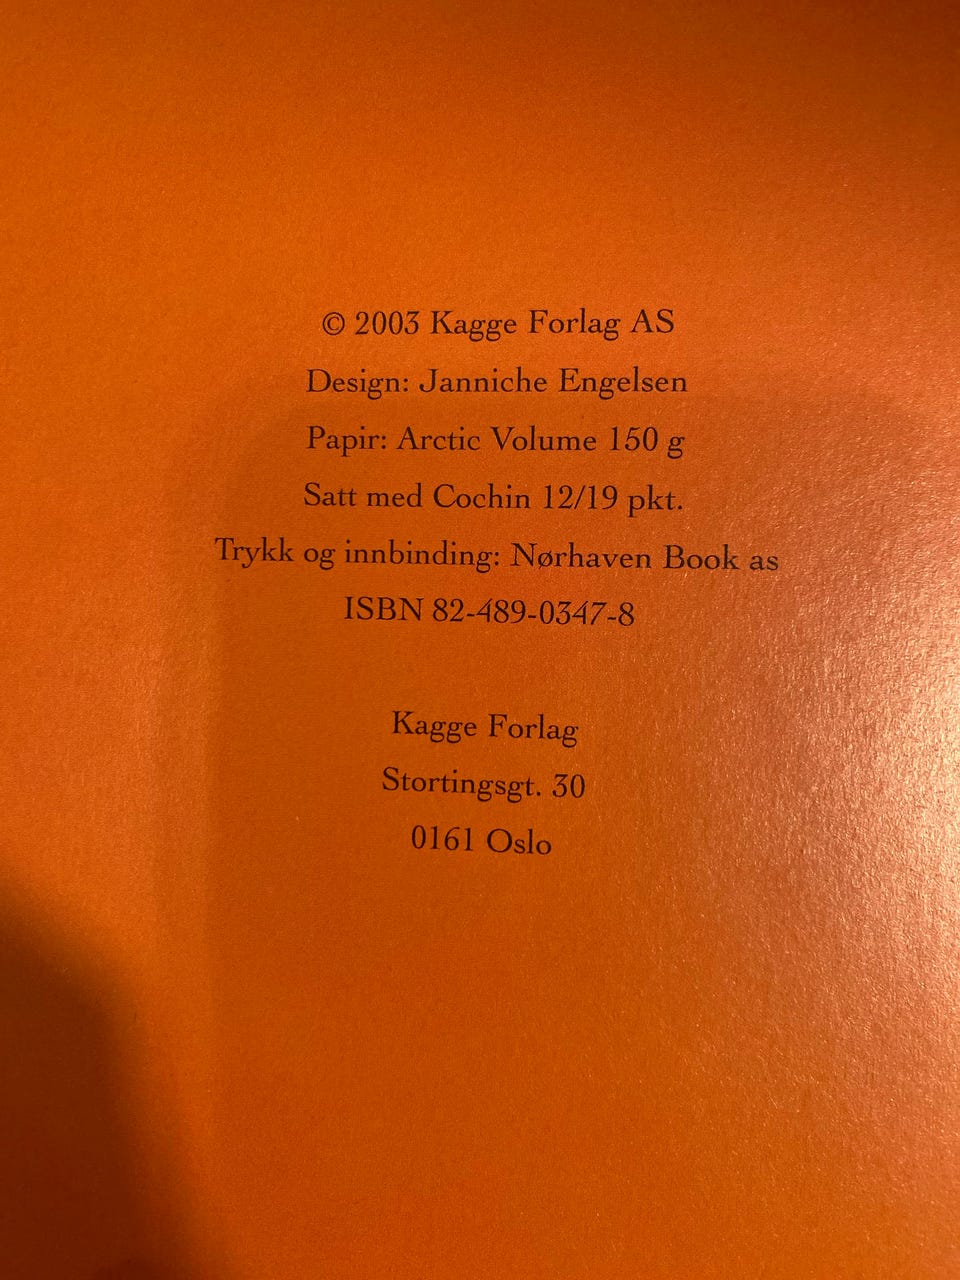 © 2003 Kagge Forlag AS
Design: Janniche Engelsen
Papir: Arctic Volume 150 g
Satt med Cochin 12/19 pkt.
Trykk og innbinding: Nørhaven Book as
ISBN 82-489-0347-8
Kagge Forlag
Stortingsgt. 30
0161 Oslo